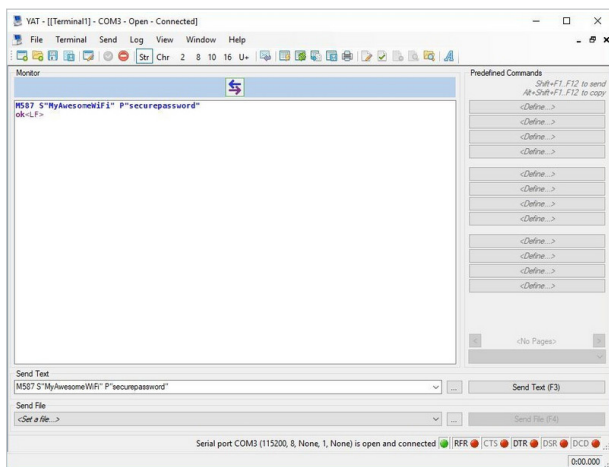 YAT - [[Terminal1] - COM3 - Open - Connected]
File Terminal Send Log View Window Help
Str Chr 2 8 10 16 U+
Monitor
M587 S"MyAwesomeWiFi" P"securepassword"
ok<LF>
Predefined Commands
Shift+F1..F12 to send
Alt+Shift+F1..F12 to copy
<Define...>
<Define...>
<Define...>
<Define...>
<Define...>
<Define...>
<Define...>
<Define...>
<Define...>
<Define...>
<Define...>
<Define...>
< <No Pages> >
Send Text
M587 S"MyAwesomeWiFi" P"securepassword" ... Send Text (F3)
Send File
<Set a file...> ... Send File (F4)
Serial port COM3 (115200, 8, None, 1, None) is open and connected RFR CTS DTR DSR DCD
0:00.000